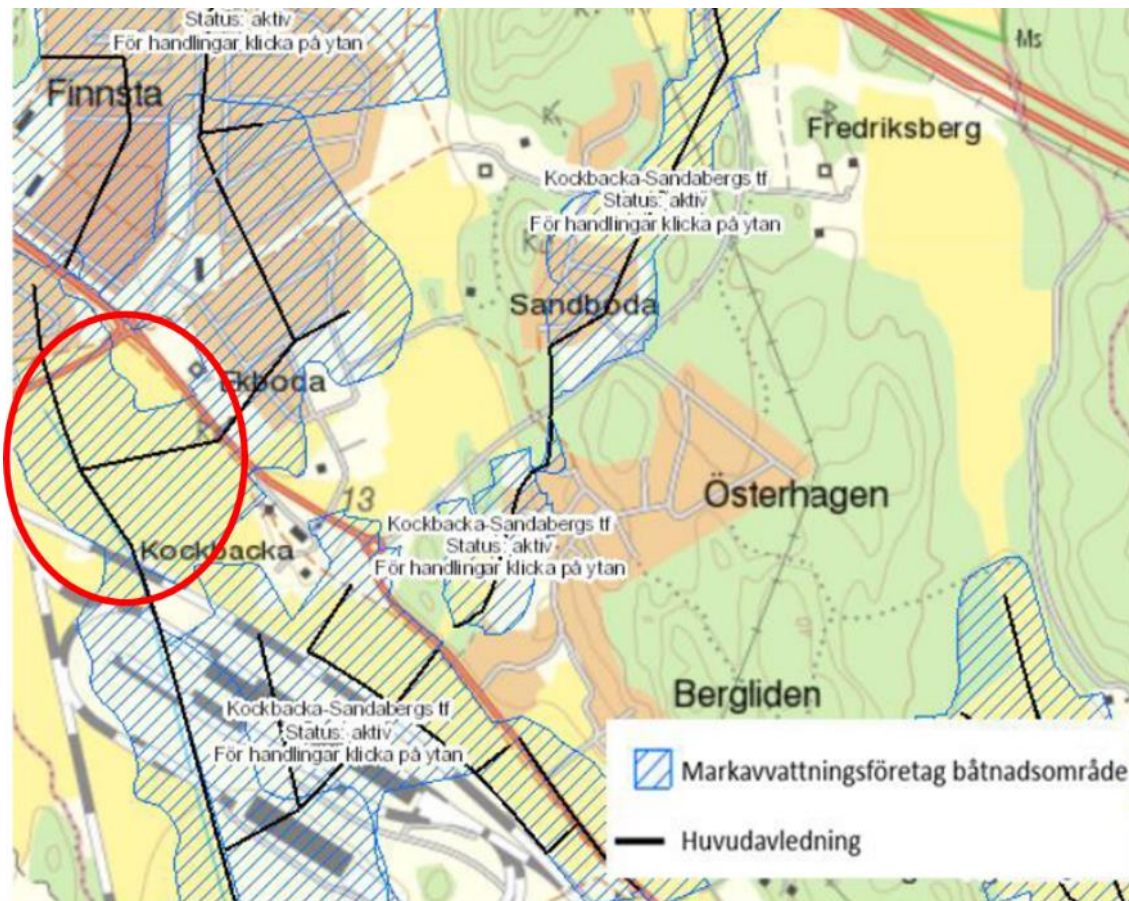 Status: aktiv
För handlingar klicka på ytan
Finnsta
Ms
Fredriksberg
Kockbacka-Sandabergs tf
Status: aktiv
För handlingar klicka på ytan
Sandboda
Ekboda
Österhagen
13
Kockbacka-Sandabergs tf
Status: aktiv
För handlingar klicka på ytan
Kockbacka
Bergliden
Kockbacka-Sandabergs tf
Status: aktiv
För handlingar klicka på ytan
Markavvattningsföretag båtnadsområde
Huvudavledning